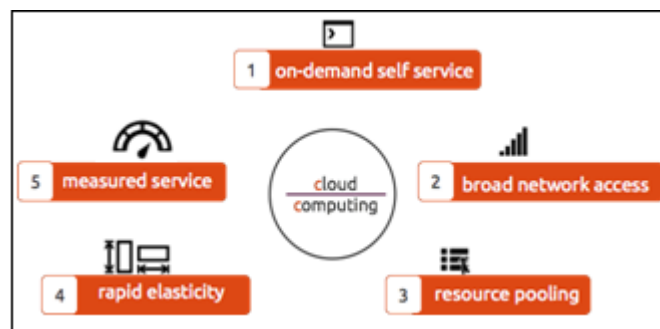 1 on-demand self service
5 measured service
cloud
computing
2 broad network access
4 rapid elasticity
3 resource pooling